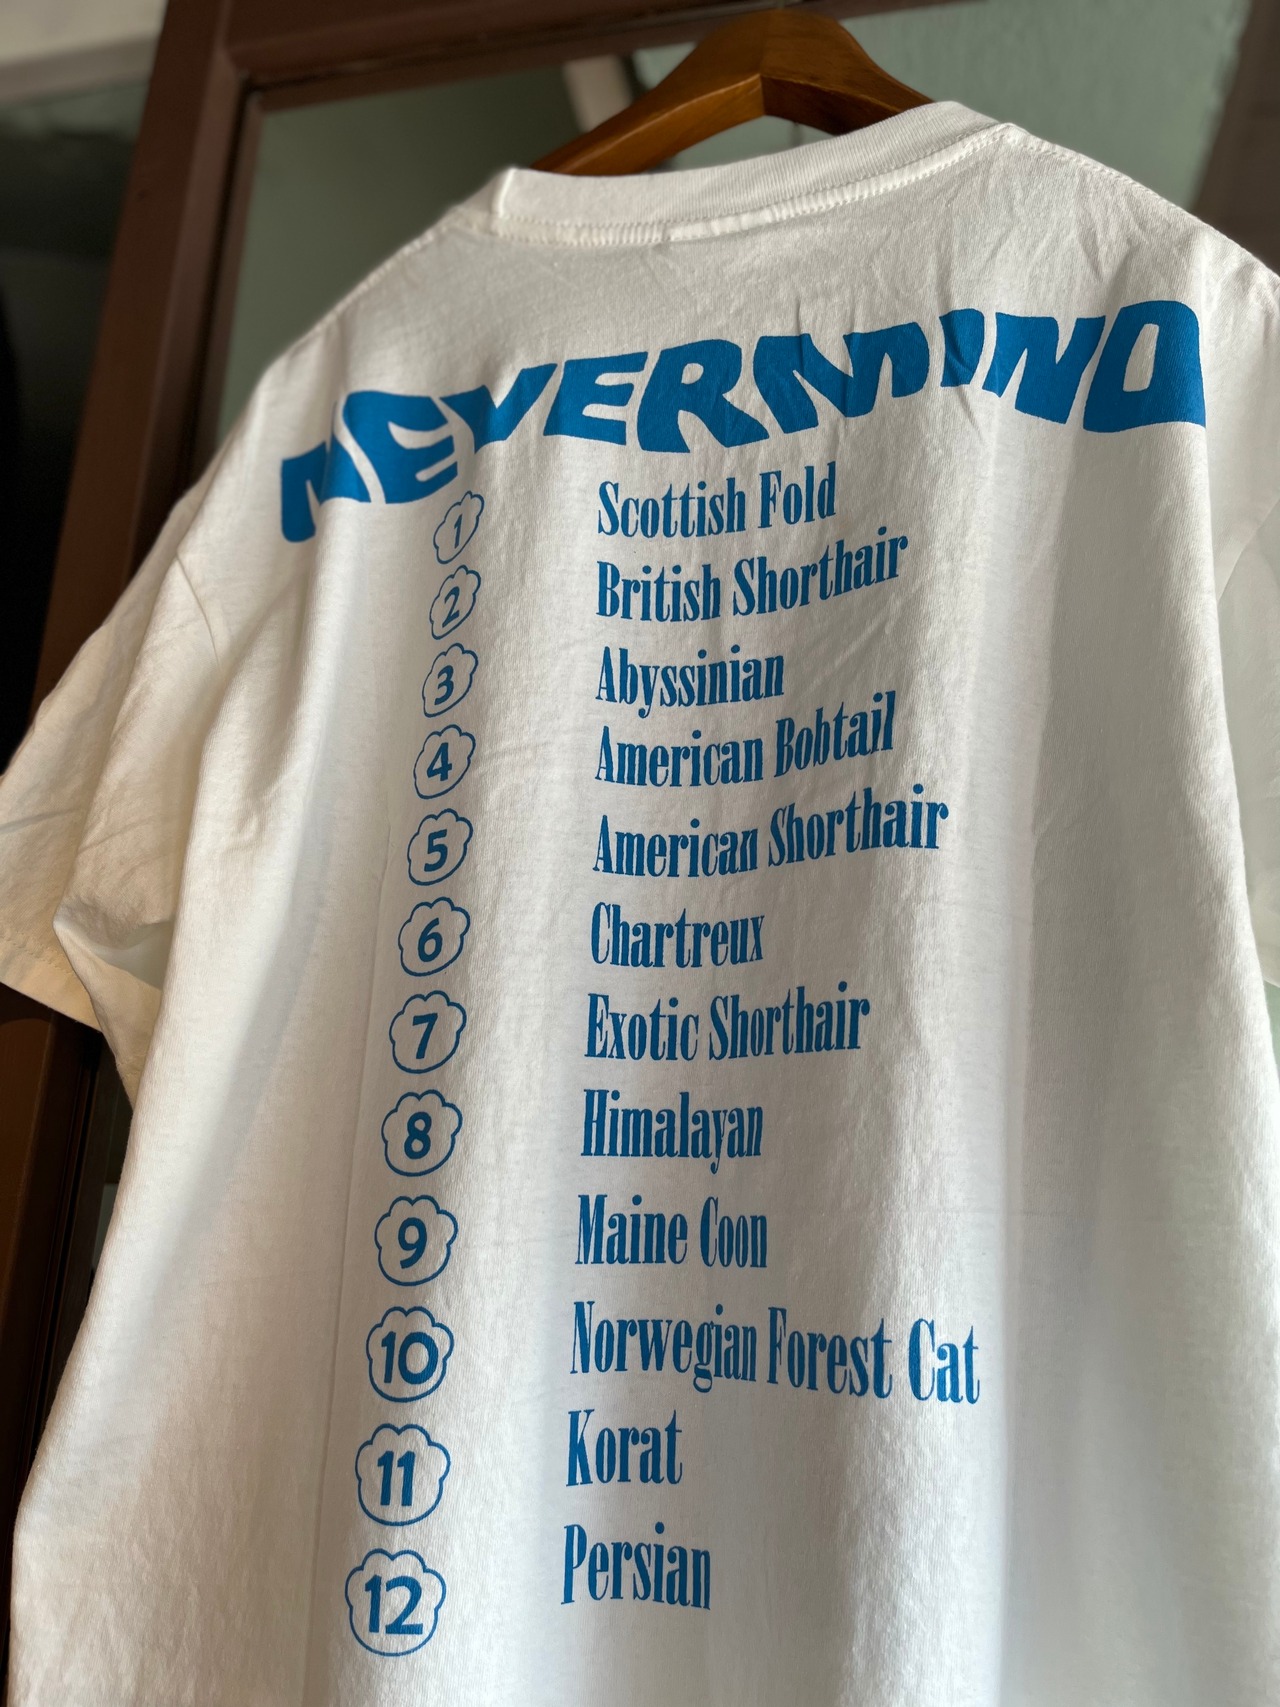 NEVERMIND
1 Scottish Fold
2 British Shorthair
3 Abyssinian
4 American Bobtail
5 American Shorthair
6 Chartreux
7 Exotic Shorthair
8 Himalayan
9 Maine Coon
10 Norwegian Forest Cat
11 Korat
12 Persian